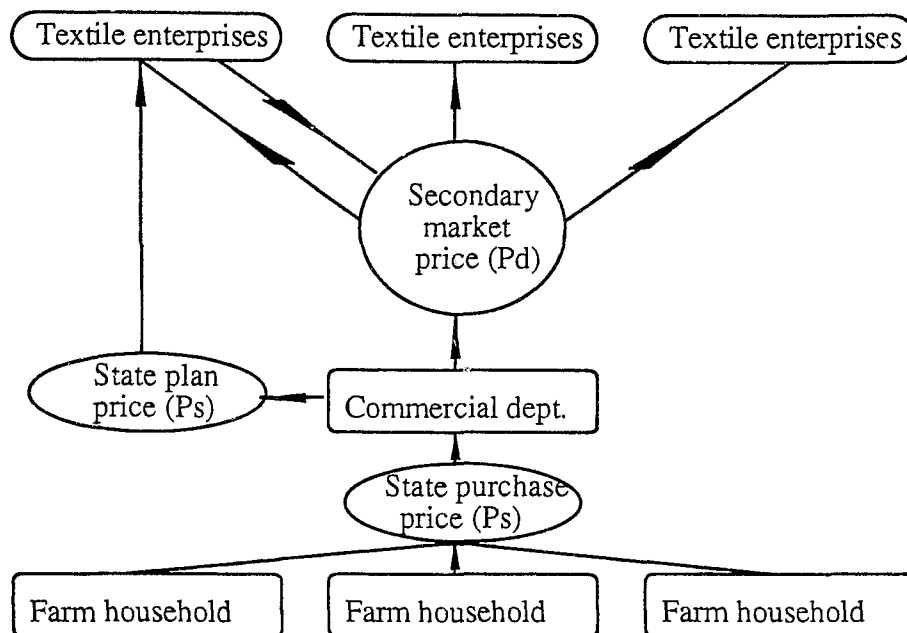 Textile enterprises
Textile enterprises
Textile enterprises
Secondary
market
price (Pd)
State plan
price (Ps)
Commercial dept.
State purchase
price (Ps)
Farm household
Farm household
Farm household